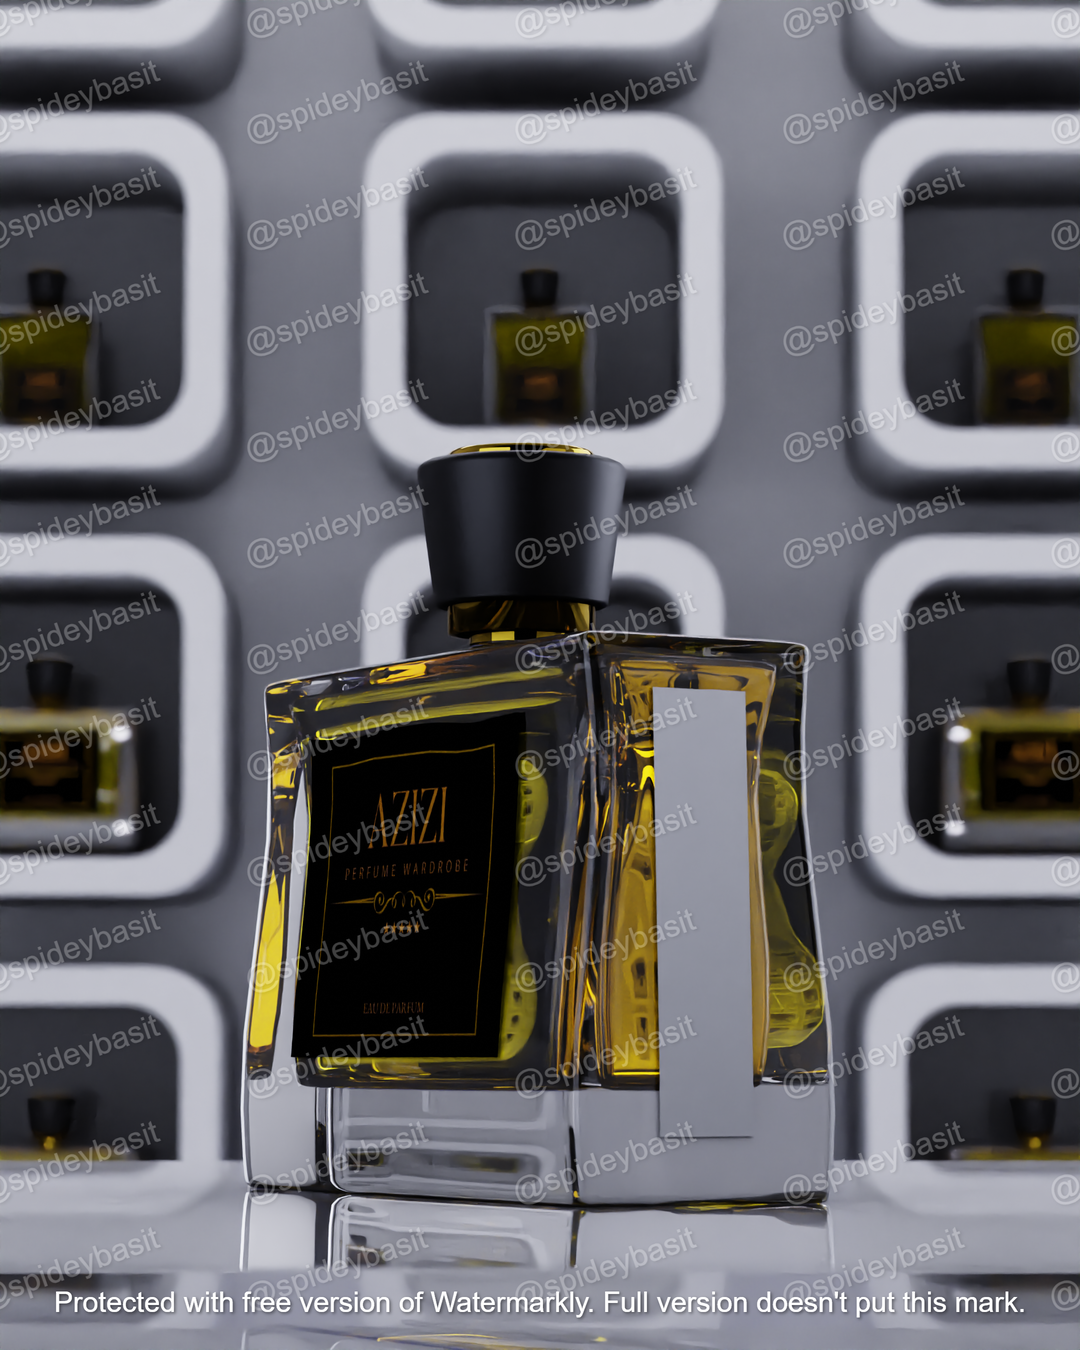 AZIZI
PERFUME WARDROBE
EAU DE PARFUM
@spideybasit
Protected with free version of Watermarkly. Full version doesn't put this mark.